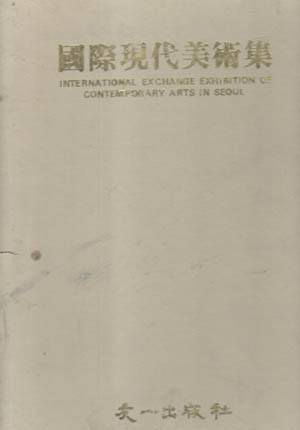 國際現代美術集
INTERNATIONAL EXCHANGE EXHIBITION OF
CONTEMPORARY ARTS IN SEOUL
文一出版社